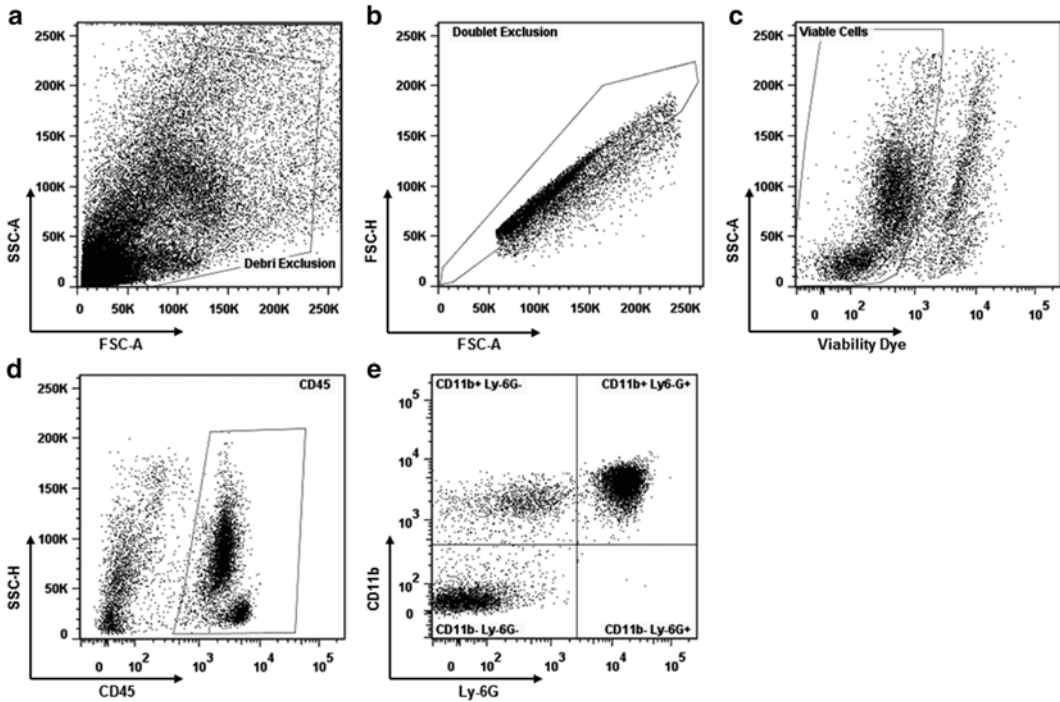 a
250K
200K
150K
100K
50K
0
SSC-A
Debri Exclusion
0 50K 100K 150K 200K 250K
FSC-A
b
Doublet Exclusion
250K
200K
150K
100K
50K
0
FSC-H
0 50K 100K 150K 200K 250K
FSC-A
c
Viable Cells
250K
200K
150K
100K
50K
0
SSC-A
0 10² 10³ 10⁴ 10⁵
Viability Dye
d
CD45
250K
200K
150K
100K
50K
0
SSC-H
0 10² 10³ 10⁴ 10⁵
CD45
e
CD11b+ Ly-6G- CD11b+ Ly6-G+
10⁵
10⁴
10³
10²
0
CD11b
CD11b- Ly-6G- CD11b- Ly-6G+
0 10² 10³ 10⁴ 10⁵
Ly-6G